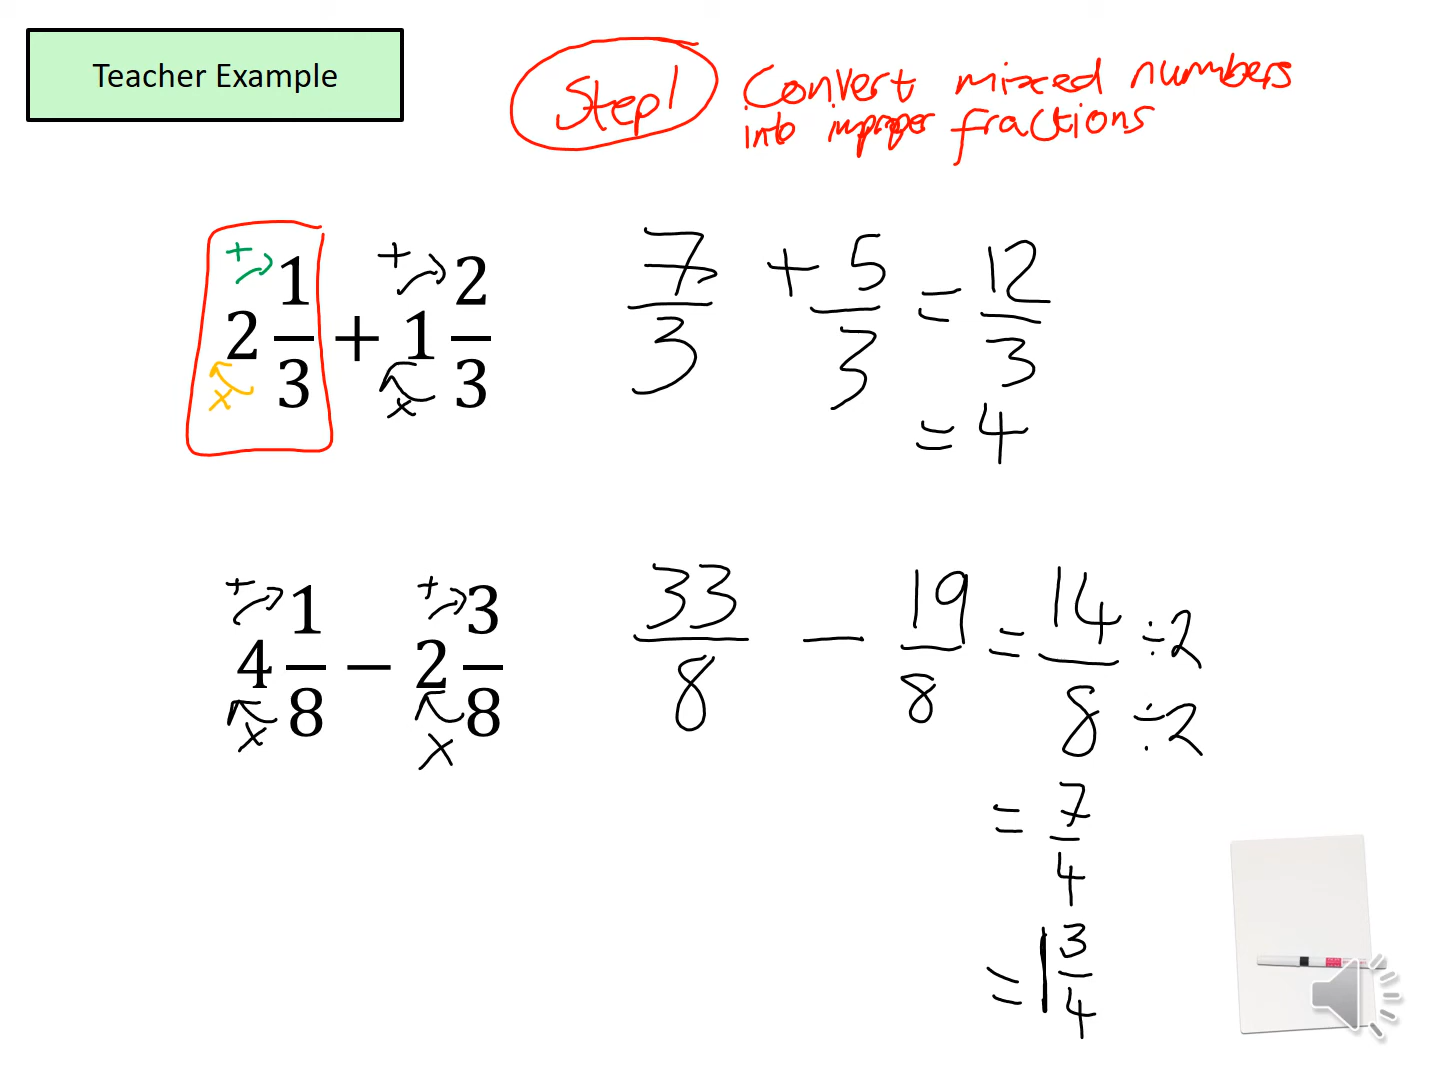 Teacher Example
Step 1 Convert mixed numbers
into improper fractions
2 1/3 + 1 2/3
+ x + x
7/3 + 5/3 = 12/3
= 4
4 1/8 − 2 3/8
+ x + x
33/8 − 19/8 = 14/8 ÷2 ÷2
= 7/4
= 1 3/4